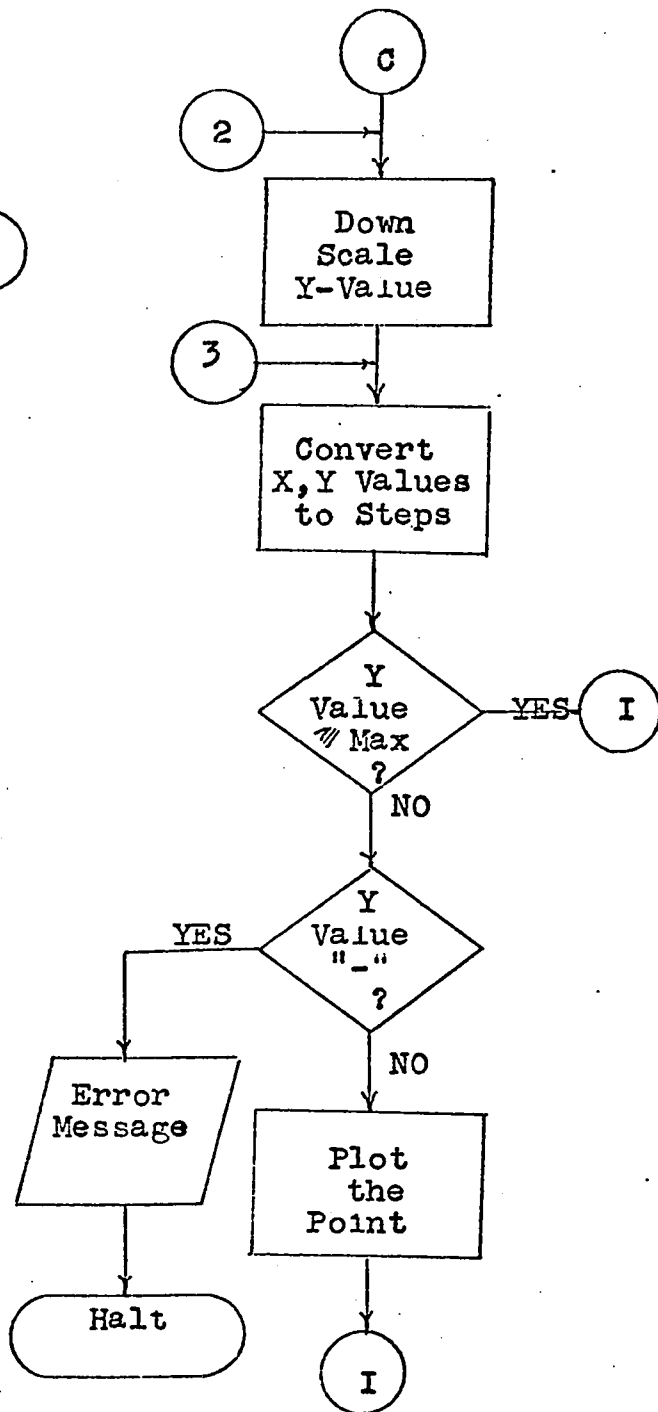 C
2
Down
Scale
Y-Value
3
Convert
X,Y Values
to Steps
Y
Value
Max
?
YES
I
NO
Y
Value
"-"
?
YES
NO
Error
Message
Plot
the
Point
Halt
I